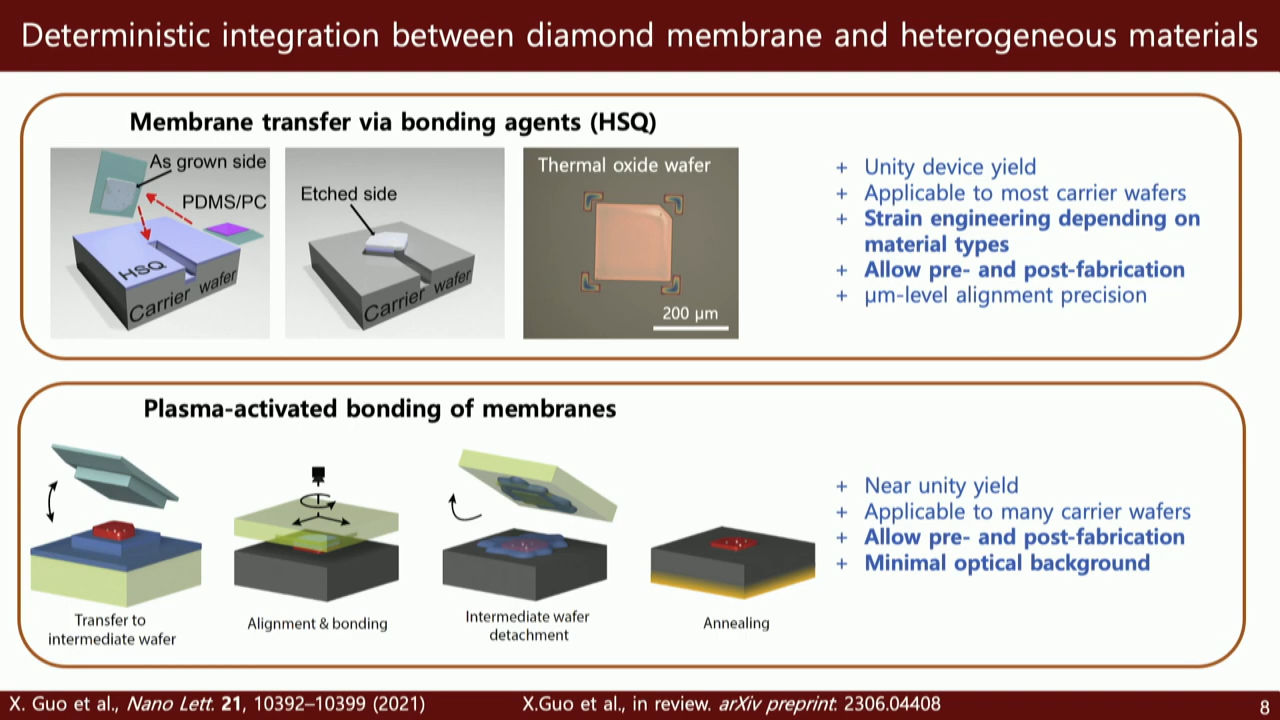 Deterministic integration between diamond membrane and heterogeneous materials
Membrane transfer via bonding agents (HSQ)
As grown side
PDMS/PC
HSQ
Carrier wafer
Etched side
Carrier wafer
Thermal oxide wafer
200 µm
+ Unity device yield
+ Applicable to most carrier wafers
+ Strain engineering depending on
material types
+ Allow pre- and post-fabrication
+ µm-level alignment precision
Plasma-activated bonding of membranes
Transfer to
intermediate wafer
Alignment & bonding
Intermediate wafer
detachment
Annealing
+ Near unity yield
+ Applicable to many carrier wafers
+ Allow pre- and post-fabrication
+ Minimal optical background
X. Guo et al., Nano Lett. 21, 10392–10399 (2021)
X.Guo et al., in review. arXiv preprint: 2306.04408
8